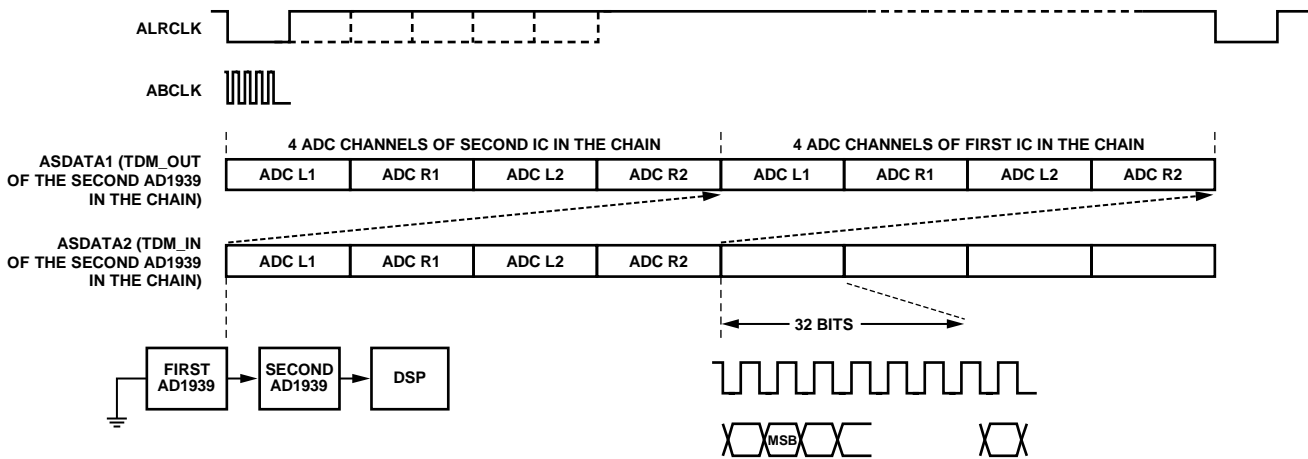 ALRCLK
ABCLK
4 ADC CHANNELS OF SECOND IC IN THE CHAIN
4 ADC CHANNELS OF FIRST IC IN THE CHAIN
ASDATA1 (TDM_OUT
OF THE SECOND AD1939
IN THE CHAIN)
ADC L1
ADC R1
ADC L2
ADC R2
ADC L1
ADC R1
ADC L2
ADC R2
ASDATA2 (TDM_IN
OF THE SECOND AD1939
IN THE CHAIN)
ADC L1
ADC R1
ADC L2
ADC R2
32 BITS
FIRST
AD1939
SECOND
AD1939
DSP
MSB